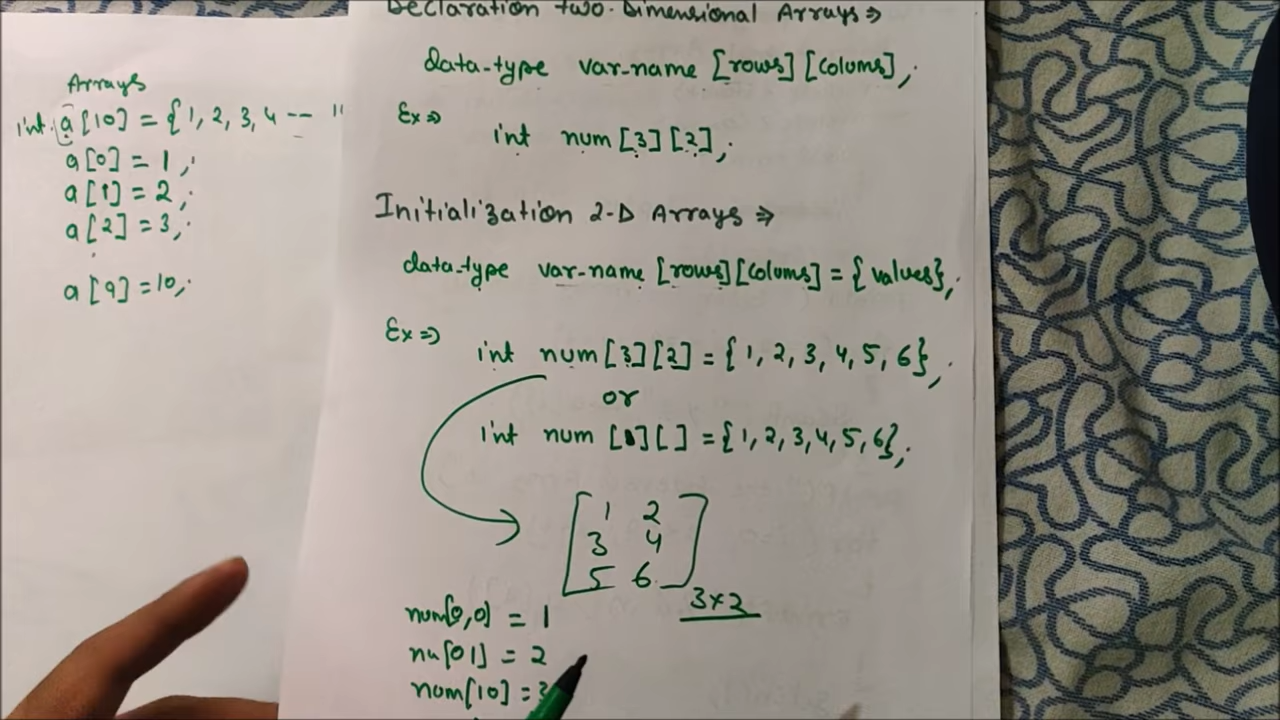 Arrays
int a[10] = {1, 2, 3, 4 --
a[0] = 1;
a[1] = 2;
a[2] = 3;
a[9] = 10;
Declaration two-Dimensional Arrays ⇒
data-type var-name [rows][colums];
Ex ⇒
int num [3][2];
Initialization 2-D Arrays ⇒
data-type var-name [rows][colums] = {values};
Ex ⇒
int num[3][2] = {1, 2, 3, 4, 5, 6};
or
int num [][] = {1, 2, 3, 4, 5, 6};
1 2
3 4
5 6
3×2
num[0,0] = 1
nu[01] = 2
num[10] = 3